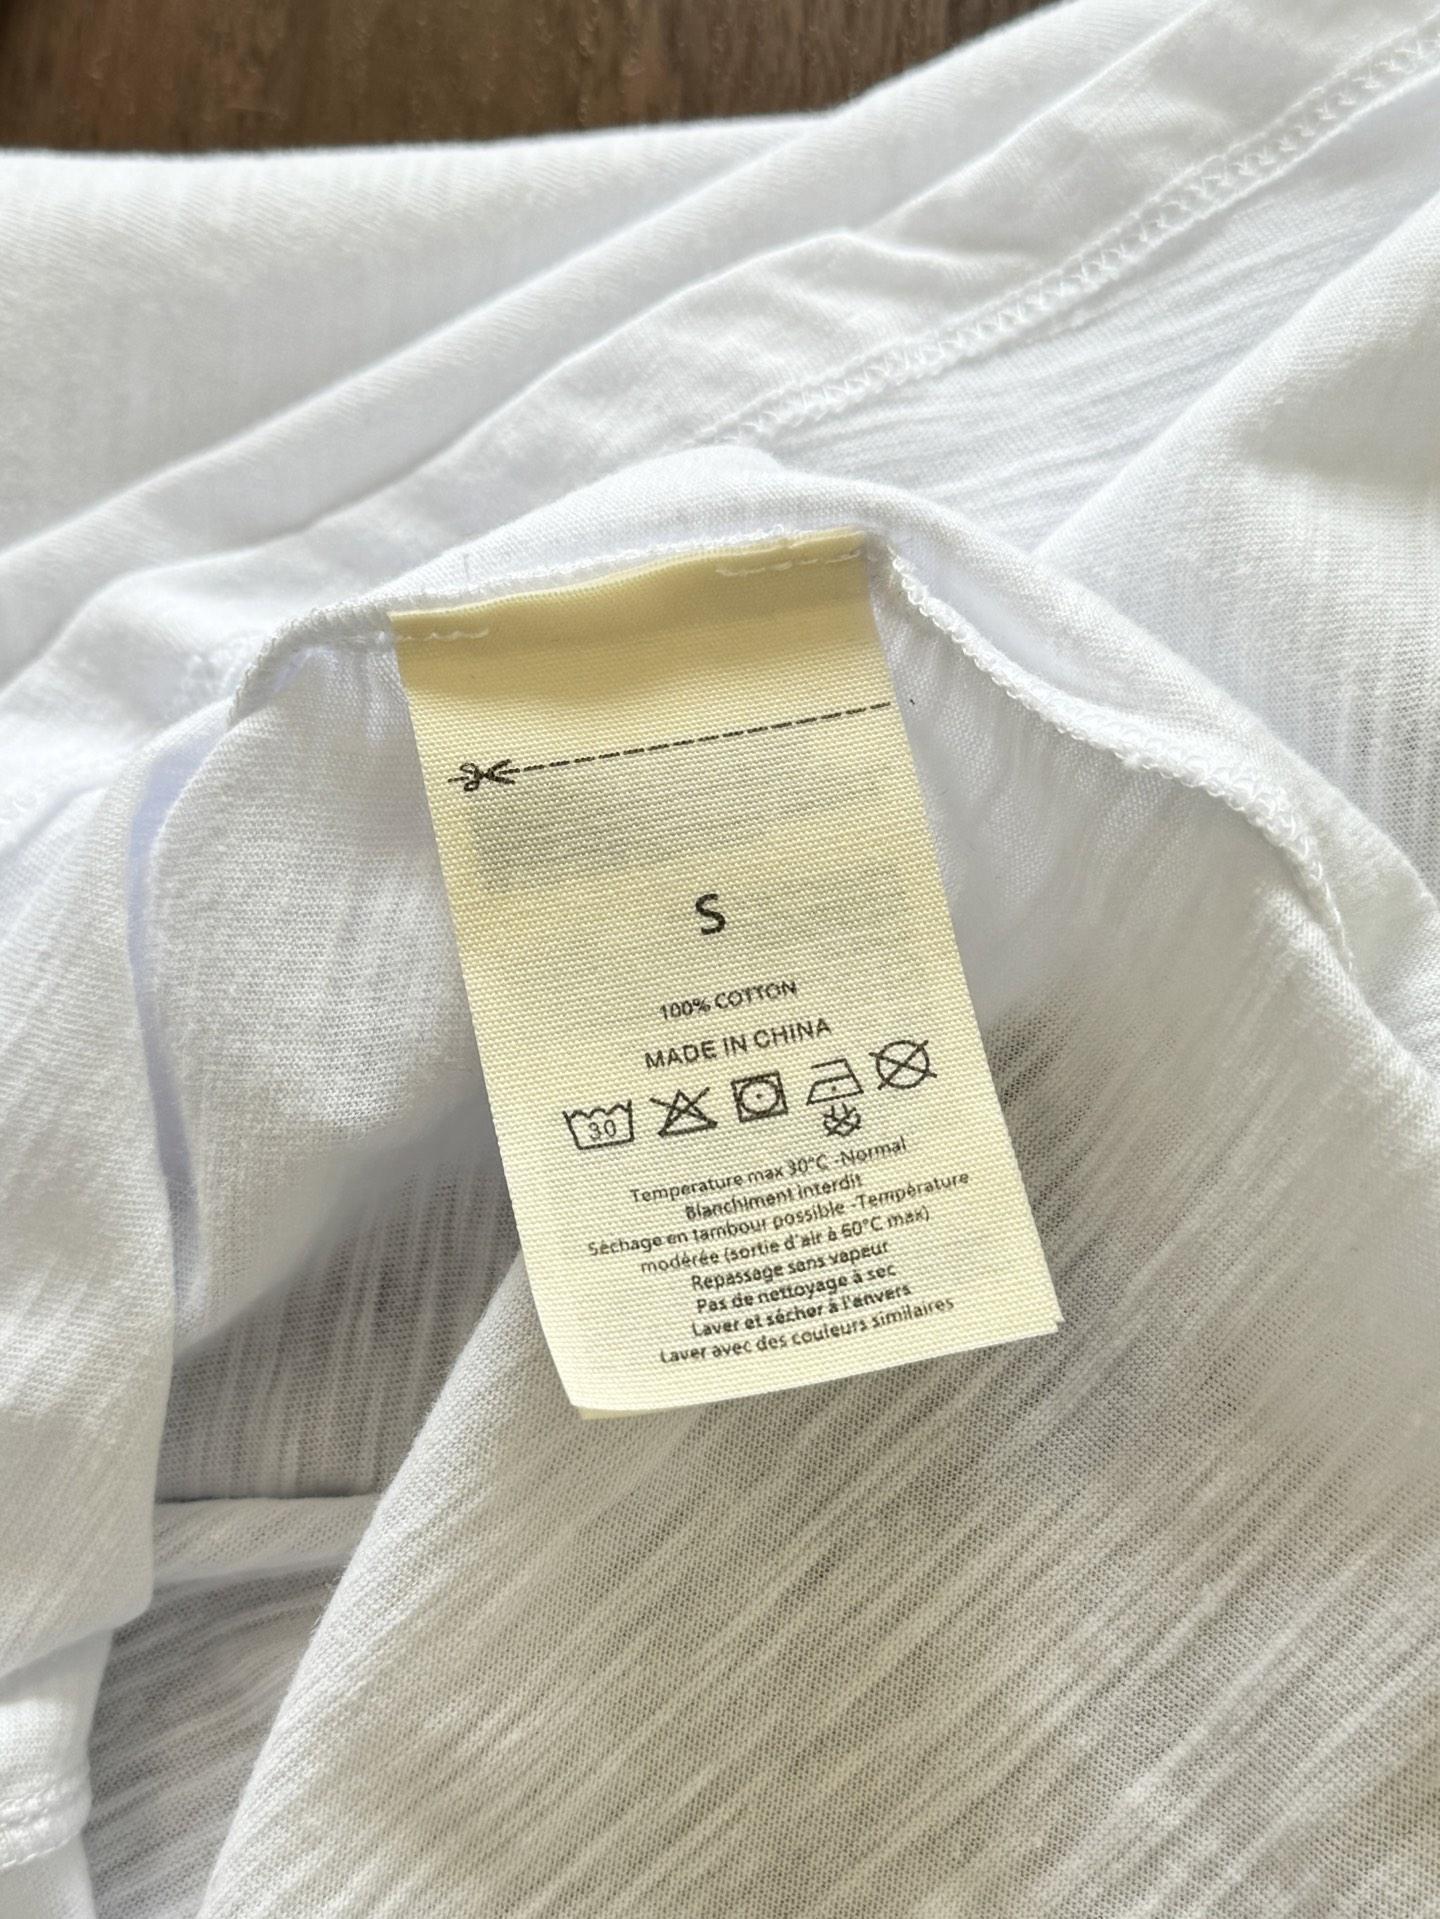 S
100% COTTON
MADE IN CHINA
30
Temperature max 30°C -Normal
Blanchiment interdit
Séchage en tambour possible -Température
modérée (sortie d'air à 60°C max)
Repassage sans vapeur
Pas de nettoyage à sec
Laver et sécher à l'envers
Laver avec des couleurs similaires